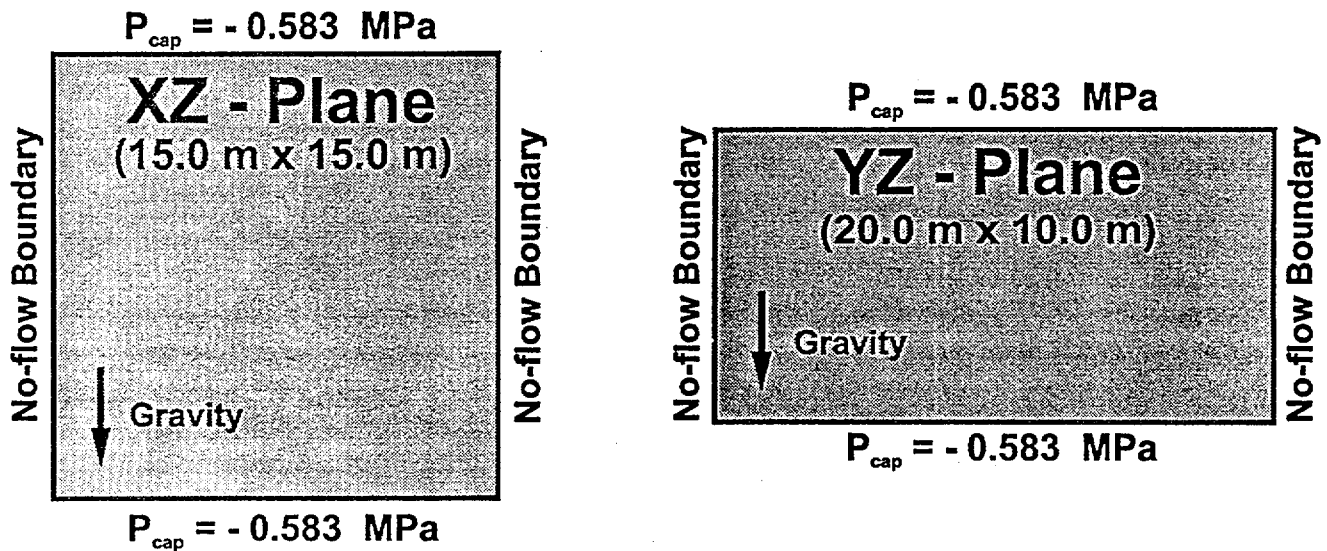 P_cap = - 0.583 MPa
XZ - Plane
(15.0 m x 15.0 m)
No-flow Boundary
No-flow Boundary
Gravity
P_cap = - 0.583 MPa
P_cap = - 0.583 MPa
YZ - Plane
(20.0 m x 10.0 m)
No-flow Boundary
No-flow Boundary
Gravity
P_cap = - 0.583 MPa